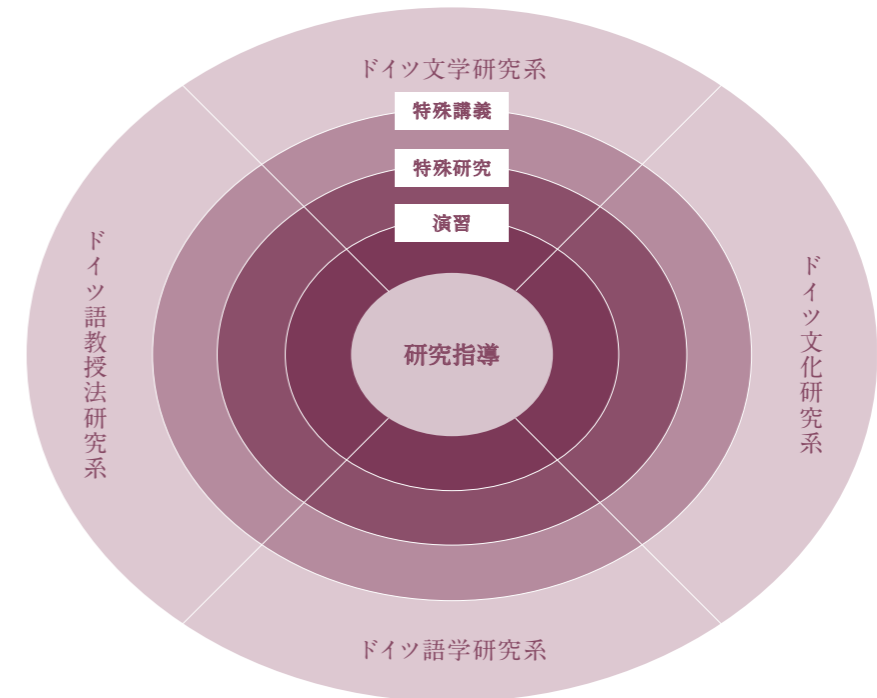 ドイツ文学研究系
特殊講義
特殊研究
演習
研究指導
ドイツ語教授法研究系
ドイツ文化研究系
ドイツ語学研究系